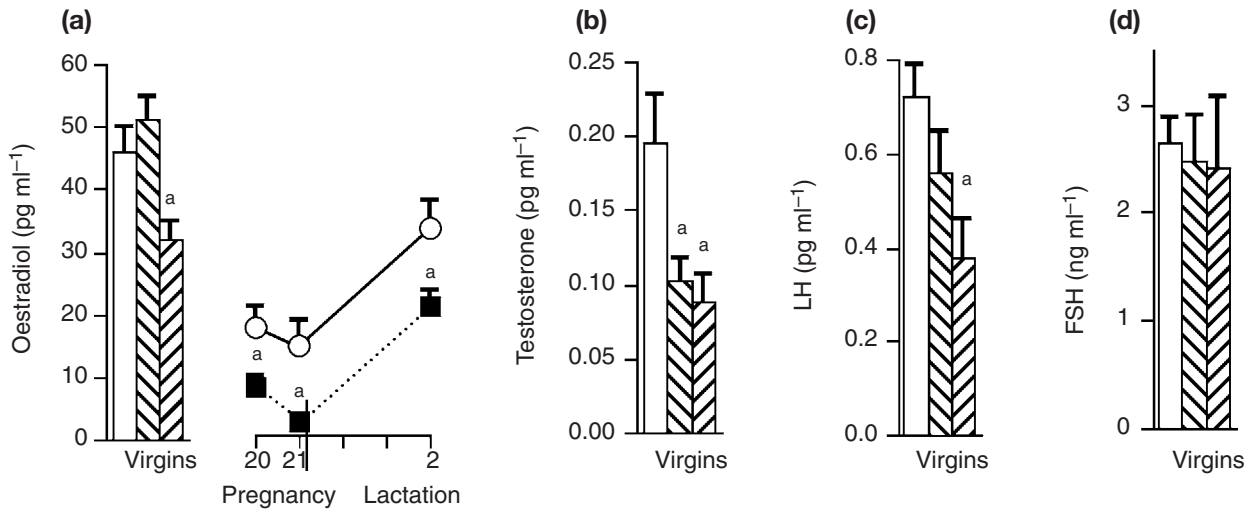 (a)
Oestradiol (pg ml⁻¹)
60
50
40
30
20
10
0
a
Virgins
a
a
a
20 21 2
Pregnancy Lactation
(b)
Testosterone (pg ml⁻¹)
0.25
0.20
0.15
0.10
0.05
0.00
a a
Virgins
(c)
LH (pg ml⁻¹)
0.8
0.6
0.4
0.2
0.0
a
Virgins
(d)
FSH (ng ml⁻¹)
3
2
1
0
Virgins